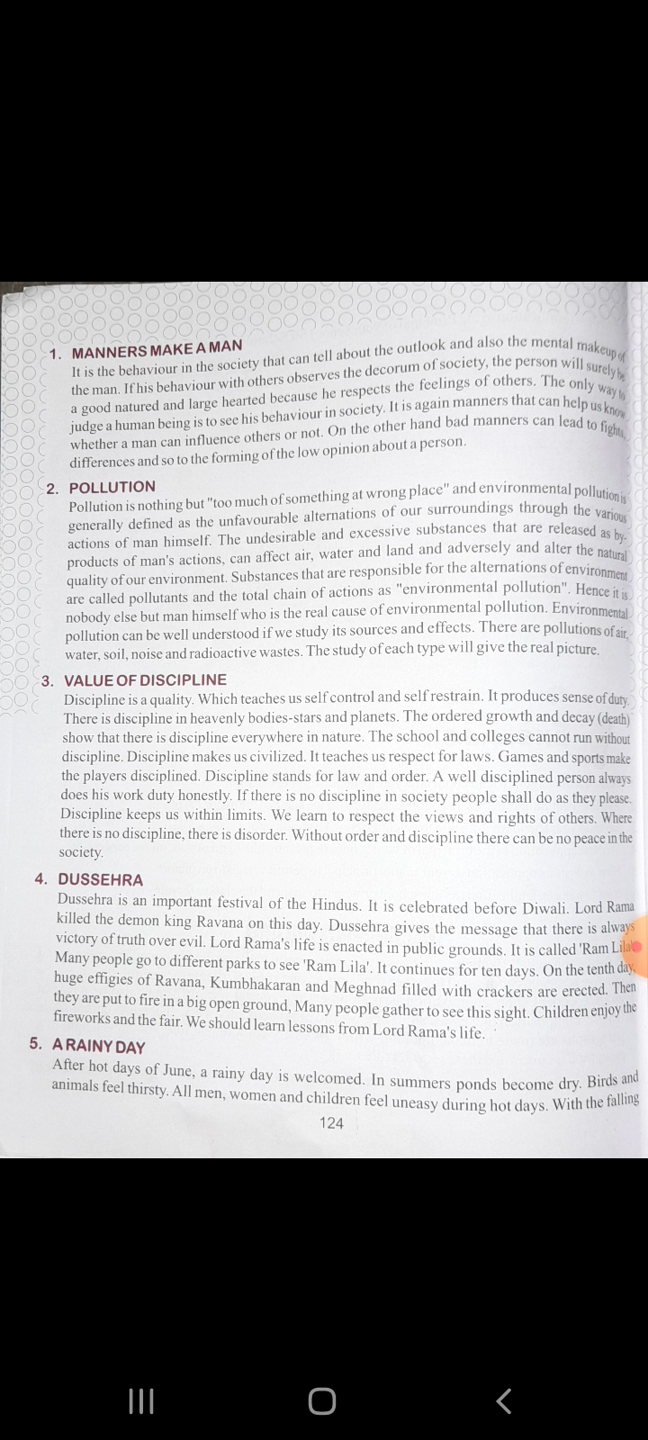 1. MANNERS MAKE A MAN
It is the behaviour in the society that can tell about the outlook and also the mental makeup of
the man. If his behaviour with others observes the decorum of society, the person will surely be
a good natured and large hearted because he respects the feelings of others. The only way to
judge a human being is to see his behaviour in society. It is again manners that can help us know
whether a man can influence others or not. On the other hand bad manners can lead to fights,
differences and so to the forming of the low opinion about a person.
2. POLLUTION
Pollution is nothing but "too much of something at wrong place" and environmental pollution is
generally defined as the unfavourable alternations of our surroundings through the various
actions of man himself. The undesirable and excessive substances that are released as by-
products of man's actions, can affect air, water and land and adversely and alter the natural
quality of our environment. Substances that are responsible for the alternations of environment
are called pollutants and the total chain of actions as "environmental pollution". Hence it is
nobody else but man himself who is the real cause of environmental pollution. Environmental
pollution can be well understood if we study its sources and effects. There are pollutions of air,
water, soil, noise and radioactive wastes. The study of each type will give the real picture.
3. VALUE OF DISCIPLINE
Discipline is a quality. Which teaches us self control and self restrain. It produces sense of duty.
There is discipline in heavenly bodies-stars and planets. The ordered growth and decay (death)
show that there is discipline everywhere in nature. The school and colleges cannot run without
discipline. Discipline makes us civilized. It teaches us respect for laws. Games and sports make
the players disciplined. Discipline stands for law and order. A well disciplined person always
does his work duty honestly. If there is no discipline in society people shall do as they please.
Discipline keeps us within limits. We learn to respect the views and rights of others. Where
there is no discipline, there is disorder. Without order and discipline there can be no peace in the
society.
4. DUSSEHRA
Dussehra is an important festival of the Hindus. It is celebrated before Diwali. Lord Rama
killed the demon king Ravana on this day. Dussehra gives the message that there is always
victory of truth over evil. Lord Rama's life is enacted in public grounds. It is called 'Ram Lila'
Many people go to different parks to see 'Ram Lila'. It continues for ten days. On the tenth day,
huge effigies of Ravana, Kumbhakaran and Meghnad filled with crackers are erected. Then
they are put to fire in a big open ground, Many people gather to see this sight. Children enjoy the
fireworks and the fair. We should learn lessons from Lord Rama's life.
5. A RAINY DAY
After hot days of June, a rainy day is welcomed. In summers ponds become dry. Birds and
animals feel thirsty. All men, women and children feel uneasy during hot days. With the falling
124